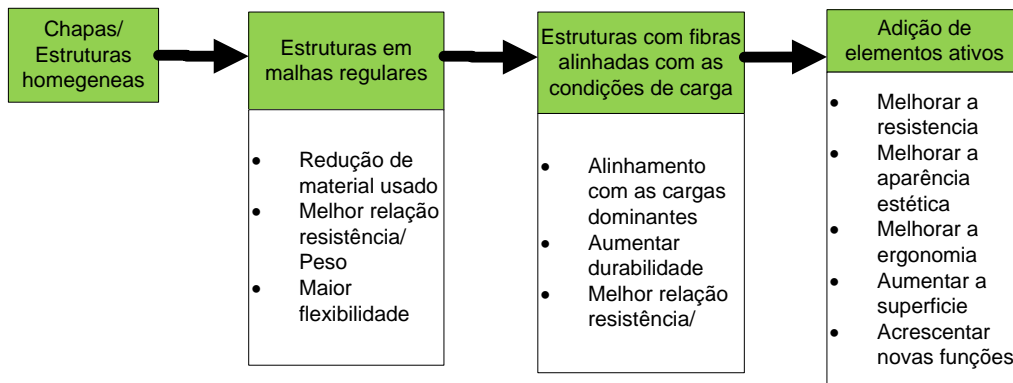 Chapas/
Estruturas
homegeneas
Estruturas em
malhas regulares
• Redução de
material usado
• Melhor relação
resistência/
Peso
• Maior
flexibilidade
Estruturas com fibras
alinhadas com as
condições de carga
• Alinhamento
com as cargas
dominantes
• Aumentar
durabilidade
• Melhor relação
resistência/
Adição de
elementos ativos
• Melhorar a
resistencia
• Melhorar a
aparência
estética
• Melhorar a
ergonomia
• Aumentar a
superficie
• Acrescentar
novas funções